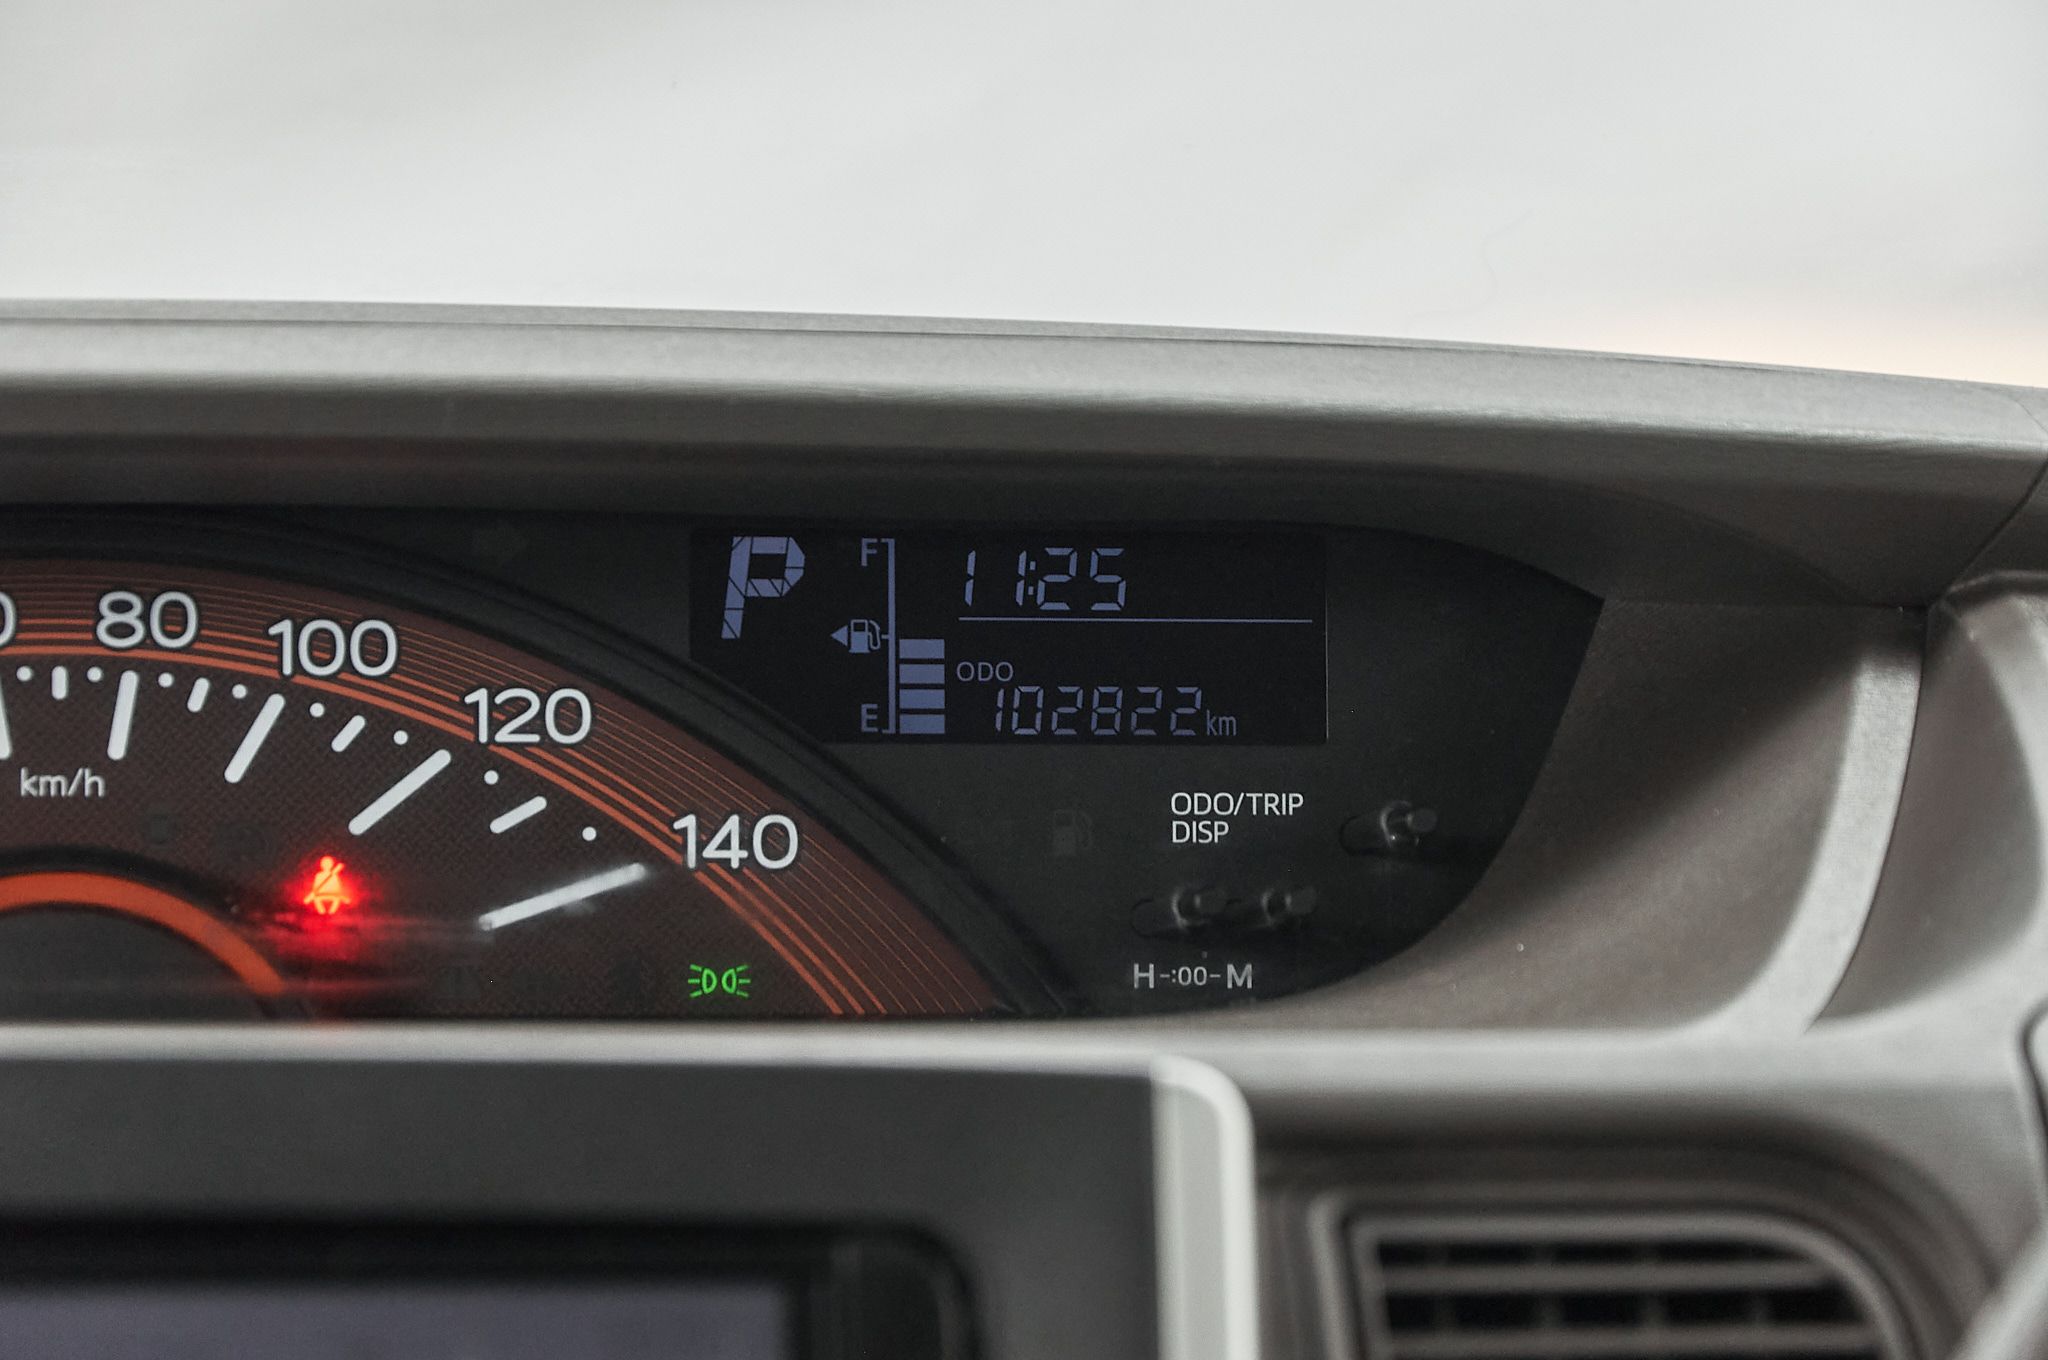 P
F
11:25
ODO
E
102822 km
80
100
120
140
km/h
ODO/TRIP
DISP
H-:00-M